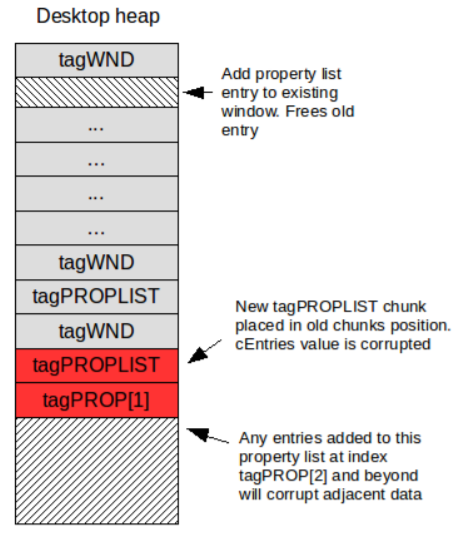 Desktop heap
tagWND
Add property list
entry to existing
window. Frees old
entry
...
...
...
...
tagWND
tagPROPLIST
tagWND
New tagPROPLIST chunk
placed in old chunks position.
cEntries value is corrupted
tagPROPLIST
tagPROP[1]
Any entries added to this
property list at index
tagPROP[2] and beyond
will corrupt adjacent data